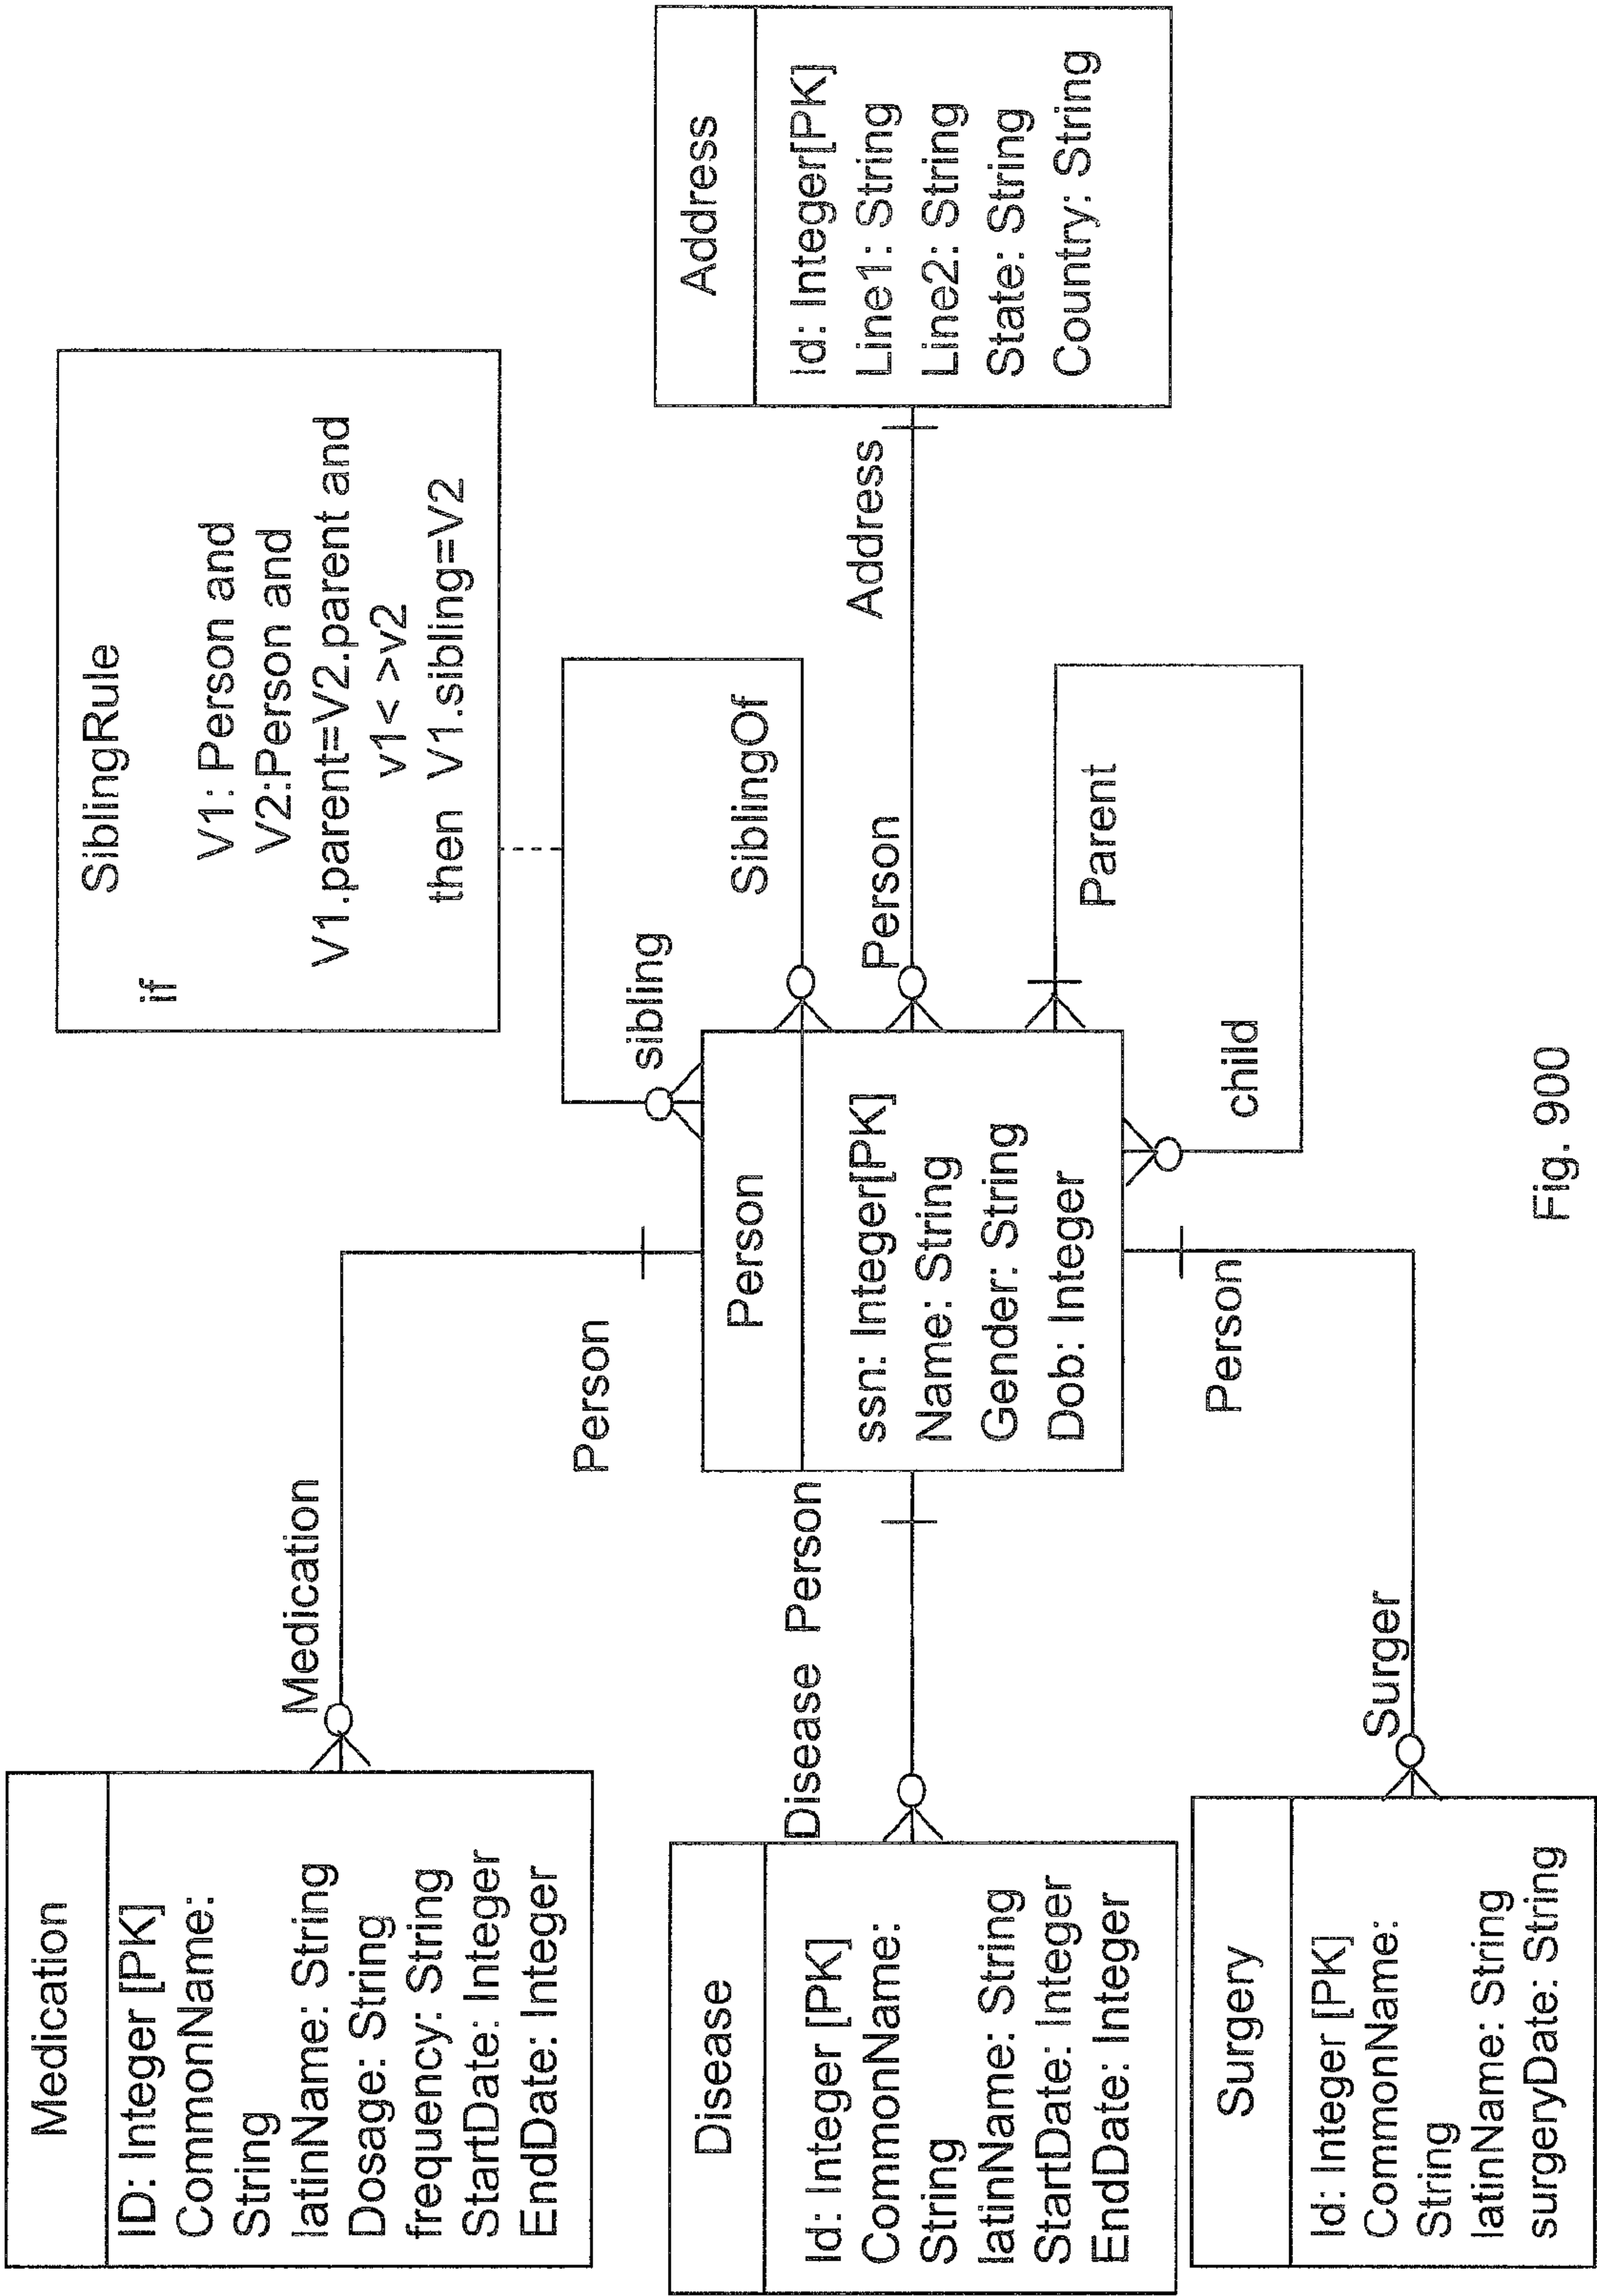 Medication
ID: Integer [PK]
CommonName:
String
latinName: String
Dosage: String
frequency: String
StartDate: Integer
EndDate: Integer
Medication
Person
SiblingRule
if
V1: Person and
V2:Person and
V1.parent=V2.parent and
v1< >v2
then V1.sibling=V2
sibling
SiblingOf
Disease
Id: Integer [PK]
CommonName:
String
latinName: String
StartDate: Integer
EndDate: Integer
Disease Person
Person
ssn: Integer[PK]
Name: String
Gender: String
Dob: Integer
Person
Address
Address
Id: Integer[PK]
Line1: String
Line2: String
State: String
Country: String
Parent
child
Surgery
Id: Integer [PK]
CommonName:
String
latinName: String
surgeryDate: String
Surger
Person
Fig. 900